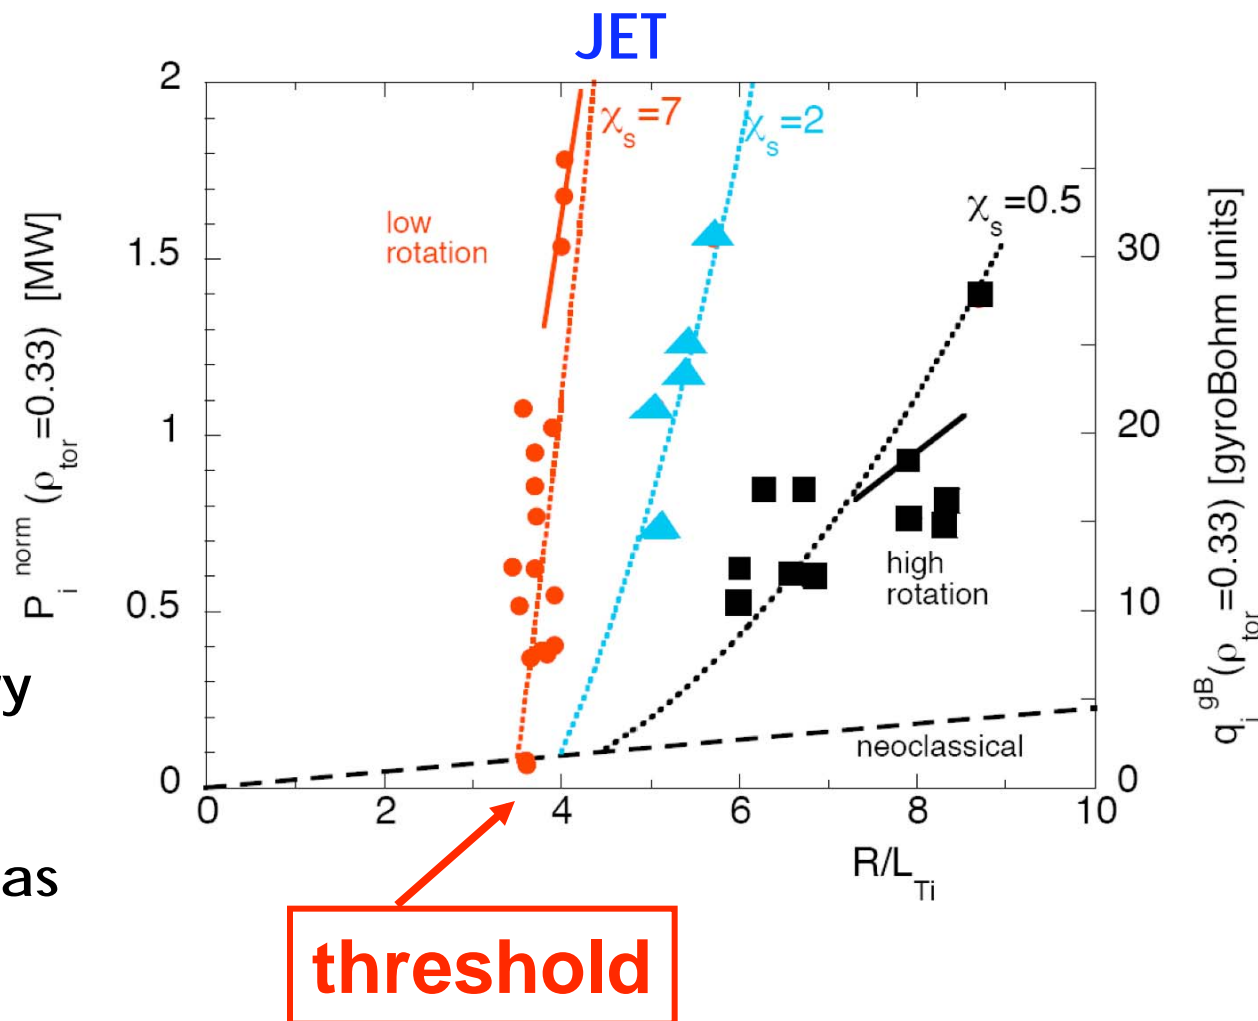 JET
2
1.5
1
0.5
0
P_i^norm (ρ_tor =0.33) [MW]
χ_s=7
χ_s=2
χ_s=0.5
low
rotation
high
rotation
neoclassical
30
20
10
0
q_i^gB(ρ_tor =0.33) [gyroBohm units]
0 2 4 6 8 10
R/L_Ti
ry
as
threshold